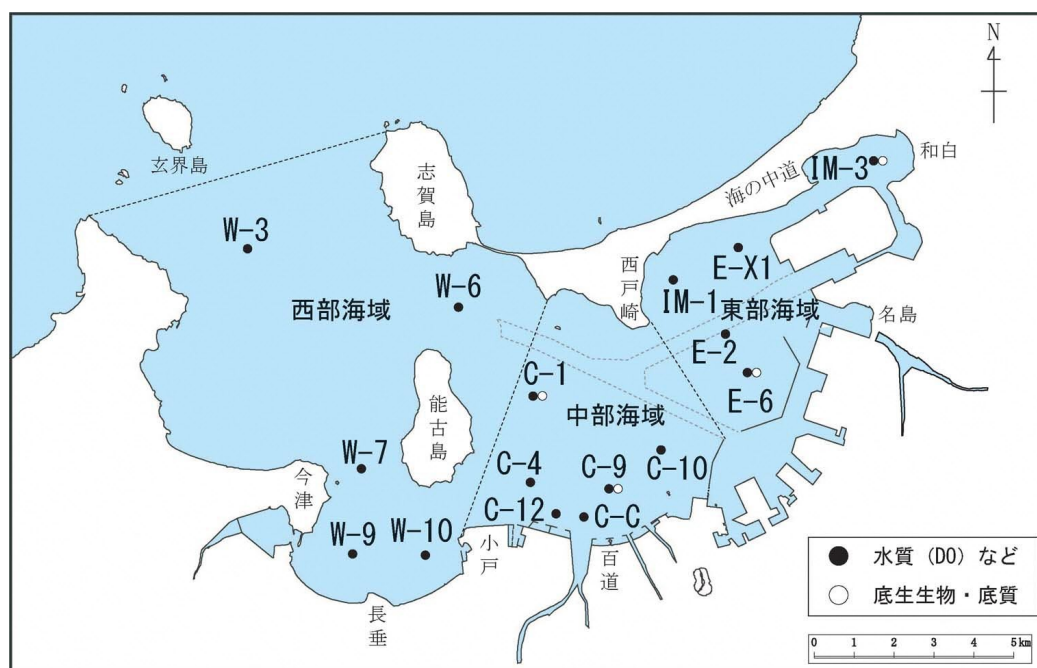 N
玄界島
志賀島
海の中道
和白
IM-3
W-3
西戸崎
E-X1
W-6
IM-1
西部海域
東部海域
名島
E-2
C-1
E-6
能古島
中部海域
W-7
C-4
C-9
C-10
今津
C-12
C-C
W-9
W-10
小戸
百道
長垂
水質（DO）など
底生生物・底質
0 1 2 3 4 5km